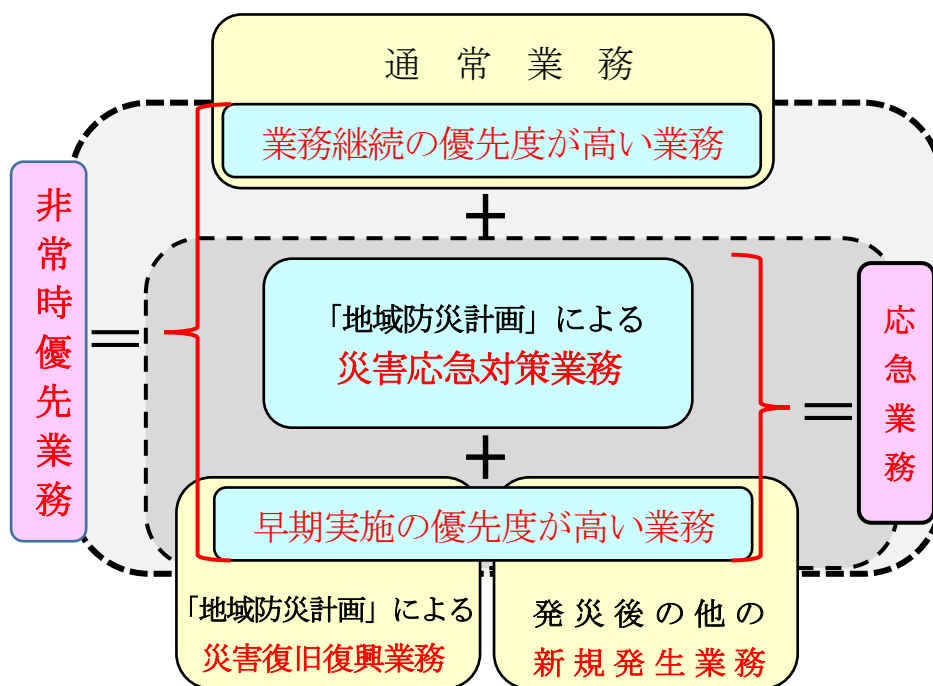 通常業務
業務継続の優先度が高い業務
+
非常時優先業務
=
「地域防災計画」による
災害応急対策業務
=
応急業務
+
早期実施の優先度が高い業務
「地域防災計画」による
災害復旧復興業務
発災後の他の
新規発生業務